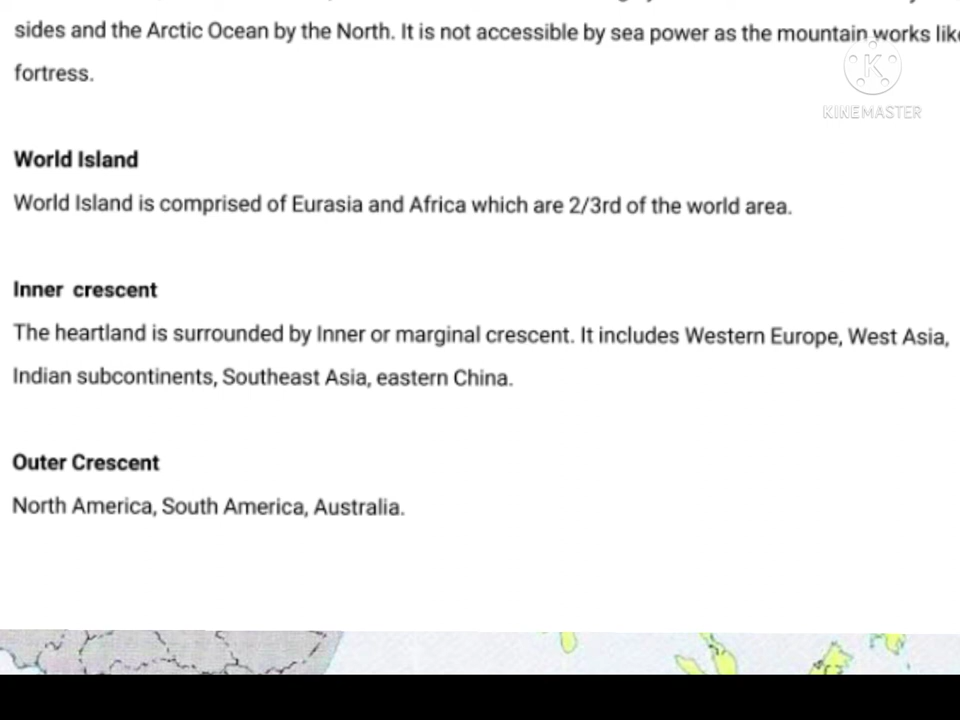 sides and the Arctic Ocean by the North. It is not accessible by sea power as the mountain works like
fortress.
K
KINEMASTER
World Island
World Island is comprised of Eurasia and Africa which are 2/3rd of the world area.
Inner crescent
The heartland is surrounded by Inner or marginal crescent. It includes Western Europe, West Asia,
Indian subcontinents, Southeast Asia, eastern China.
Outer Crescent
North America, South America, Australia.